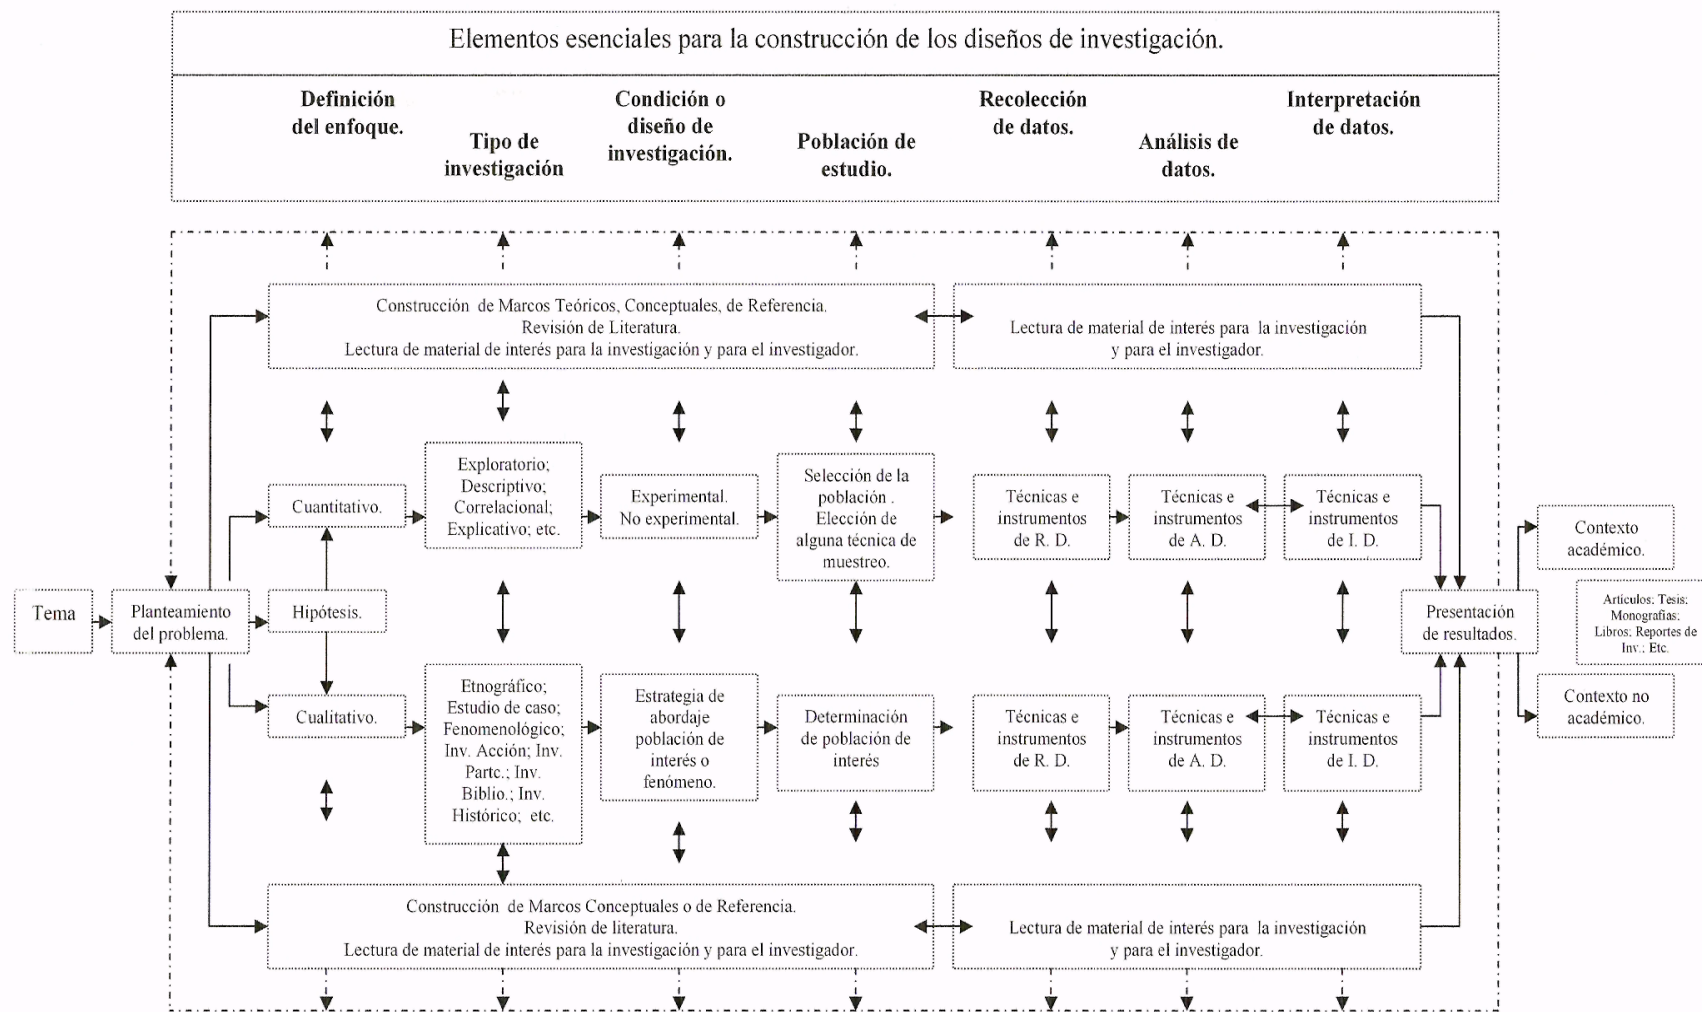 Elementos esenciales para la construcción de los diseños de investigación.
Definición
del enfoque.
Tipo de
investigación
Condición o
diseño de
investigación.
Población de
estudio.
Recolección
de datos.
Análisis de
datos.
Interpretación
de datos.
Construcción de Marcos Teóricos, Conceptuales, de Referencia.
Revisión de Literatura.
Lectura de material de interés para la investigación y para el investigador.
Lectura de material de interés para la investigación
y para el investigador.
Cuantitativo.
Exploratorio;
Descriptivo;
Correlacional;
Explicativo; etc.
Experimental.
No experimental.
Selección de la
población .
Elección de
alguna técnica de
muestreo.
Técnicas e
instrumentos
de R. D.
Técnicas e
instrumentos
de A. D.
Técnicas e
instrumentos
de I. D.
Contexto
académico.
Tema
Planteamiento
del problema.
Hipótesis.
Presentación
de resultados.
Artículos; Tesis;
Monografías;
Libros; Reportes de
Inv.; Etc.
Cualitativo.
Etnográfico;
Estudio de caso;
Fenomenológico;
Inv. Acción; Inv.
Partc.; Inv.
Biblio.; Inv.
Histórico; etc.
Estrategia de
abordaje
población de
interés o
fenómeno.
Determinación
de población de
interés
Técnicas e
instrumentos
de R. D.
Técnicas e
instrumentos
de A. D.
Técnicas e
instrumentos
de I. D.
Contexto no
académico.
Construcción de Marcos Conceptuales o de Referencia.
Revisión de literatura.
Lectura de material de interés para la investigación y para el investigador.
Lectura de material de interés para la investigación
y para el investigador.